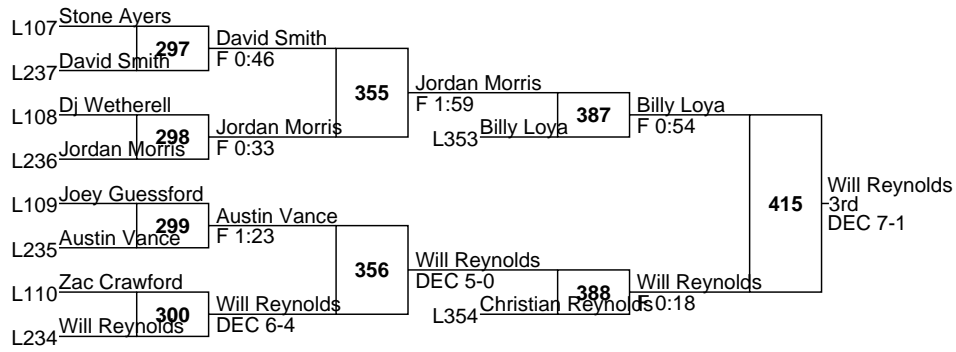 Stone Ayers
L107
297
David Smith
F 0:46
L237
David Smith
355
Jordan Morris
F 1:59
L108
Dj Wetherell
298
Jordan Morris
F 0:33
L236
Jordan Morris
L353
Billy Loya
387
Billy Loya
F 0:54
L109
Joey Guessford
299
Austin Vance
F 1:23
L235
Austin Vance
415
Will Reynolds
3rd
DEC 7-1
356
Will Reynolds
DEC 5-0
L110
Zac Crawford
300
Will Reynolds
DEC 6-4
L234
Will Reynolds
L354
Christian Reynolds
388
Will Reynolds
F 0:18